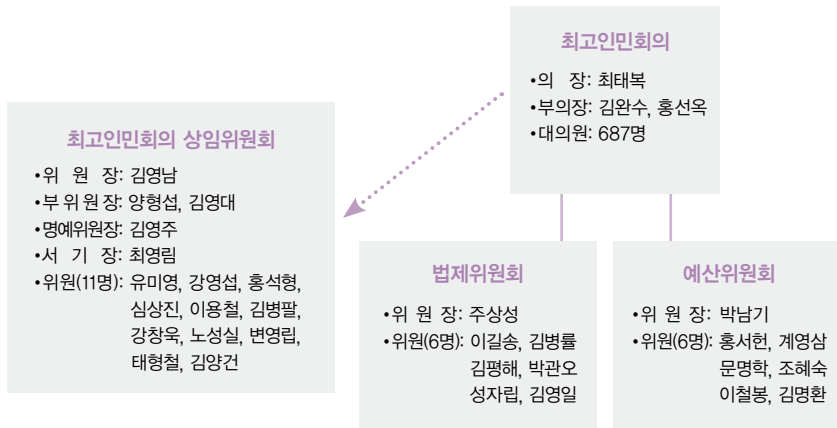 최고인민회의
•의 장: 최태복
•부의장: 김완수, 홍선옥
•대의원: 687명
최고인민회의 상임위원회
•위 원 장: 김영남
•부 위 원 장: 양형섭, 김영대
•명예위원장: 김영주
•서 기 장: 최영림
•위원(11명): 유미영, 강영섭, 홍석형,
심상진, 이용철, 김병팔,
강창욱, 노성실, 변영립,
태형철, 김양건
법제위원회
•위 원 장: 주상성
•위원(6명): 이길송, 김병률
김평해, 박관오
성자립, 김영일
예산위원회
•위 원 장: 박남기
•위원(6명): 홍서헌, 계영삼
문명학, 조혜숙
이철봉, 김명환